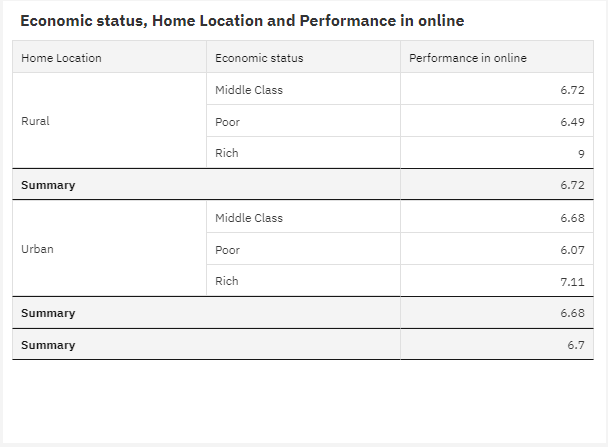 Economic status, Home Location and Performance in online
Home Location Economic status Performance in online
Rural
Middle Class 6.72
Poor 6.49
Rich 9
Summary 6.72
Urban
Middle Class 6.68
Poor 6.07
Rich 7.11
Summary 6.68
Summary 6.7